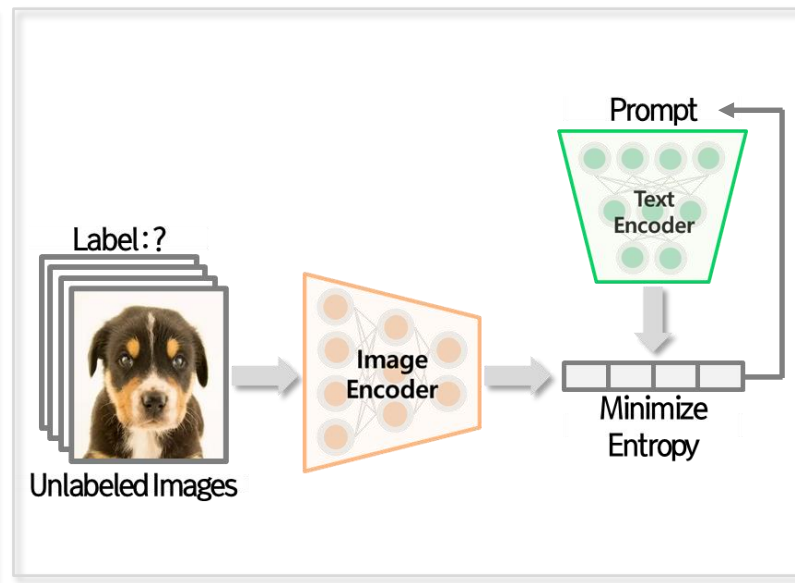 Prompt
Text
Encoder
Label:?
Image
Encoder
Minimize
Entropy
Unlabeled Images